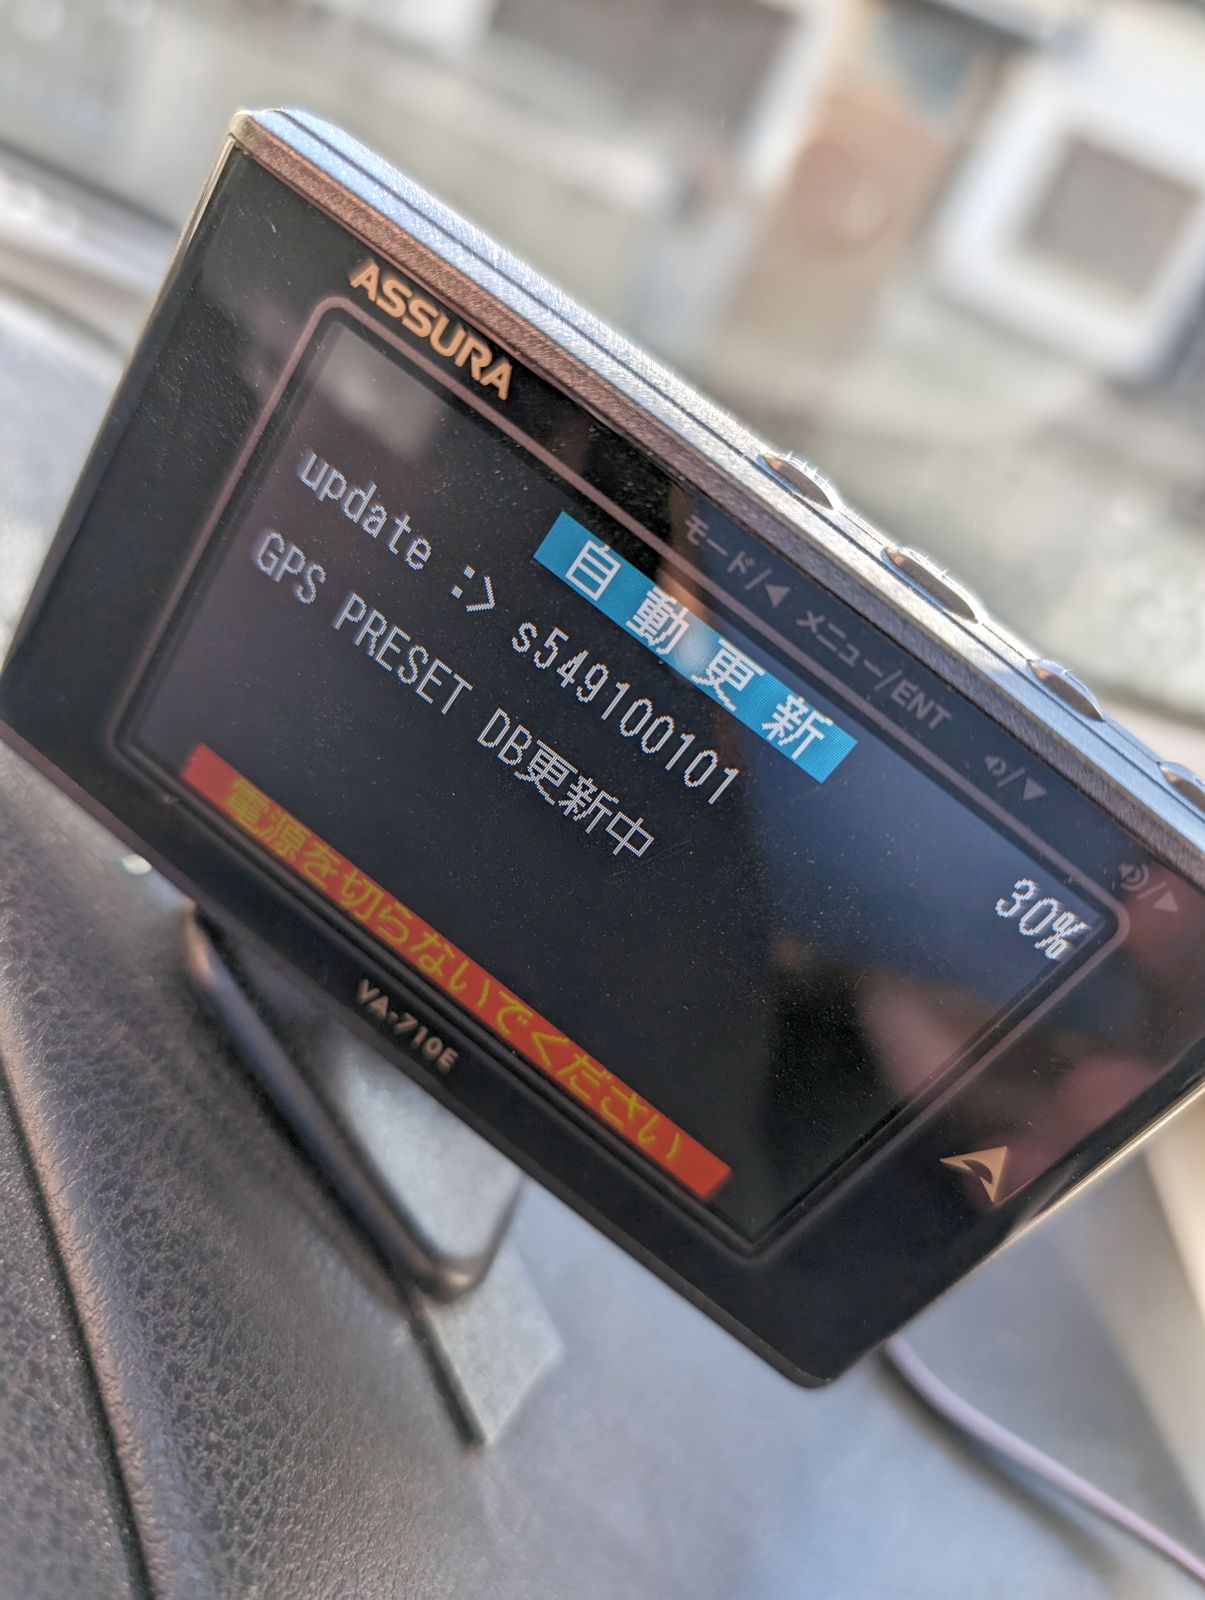 ASSURA
モード/◀ メニュー/ENT
/▼
/▶
自動更新
update :> s549100101
GPS PRESET DB更新中
30%
電源を切らないでください
VA-710E